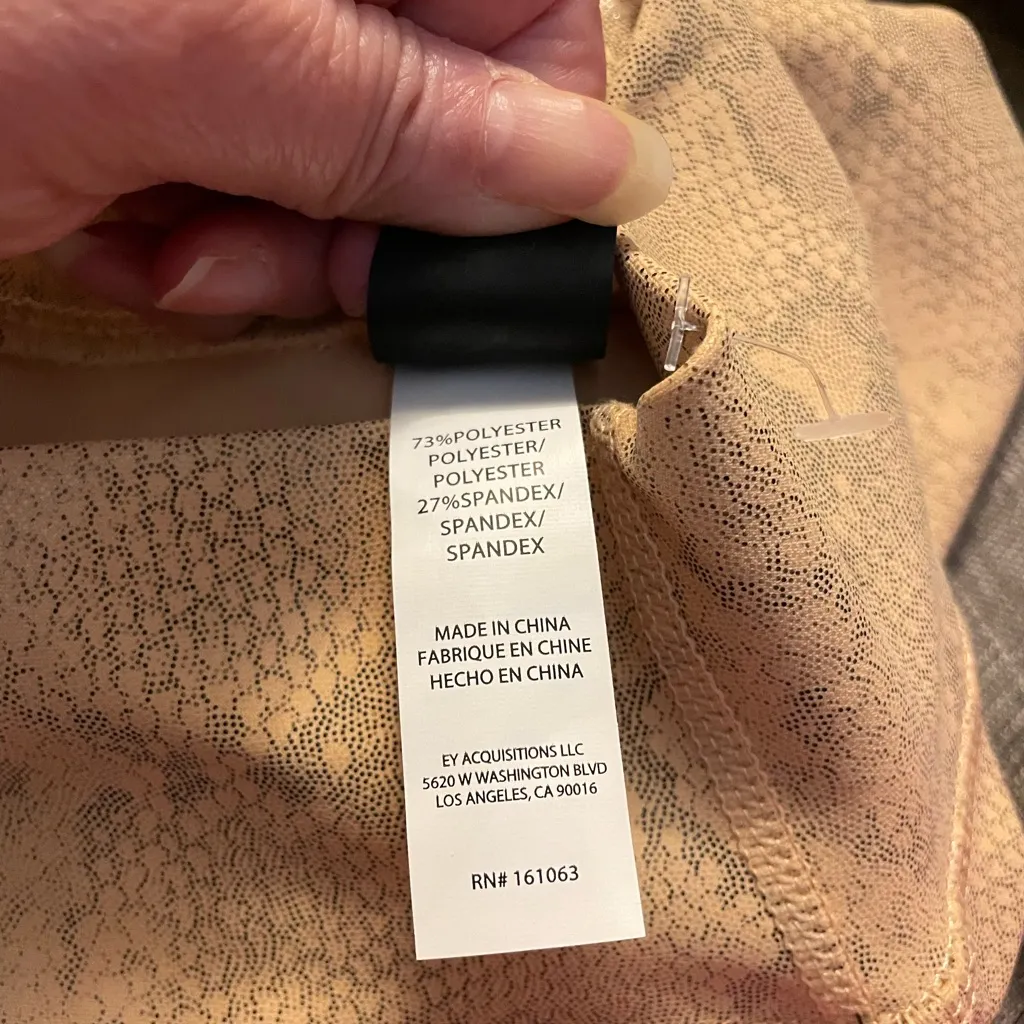 73%POLYESTER
POLYESTER/
POLYESTER
27%SPANDEX/
SPANDEX/
SPANDEX
MADE IN CHINA
FABRIQUE EN CHINE
HECHO EN CHINA
EY ACQUISITIONS LLC
5620 W WASHINGTON BLVD
LOS ANGELES, CA 90016
RN# 161063